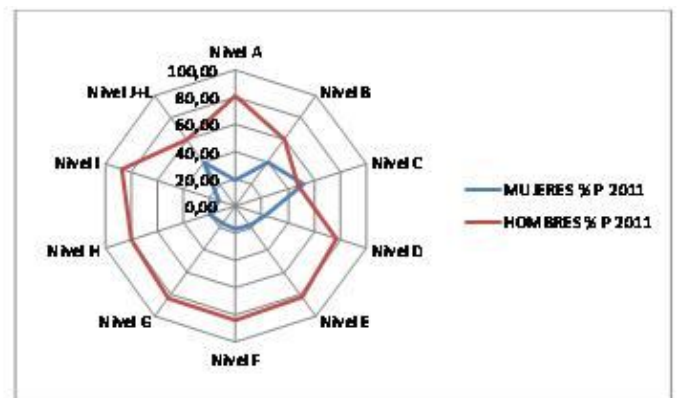 Nivel A
100,00
Nivel J+L
80,00
Nivel B
60,00
40,00
Nivel I
20,00
Nivel C
0,00
MUJERES % P 2011
HOMBRES % P 2011
Nivel H
Nivel D
Nivel G
Nivel E
Nivel F